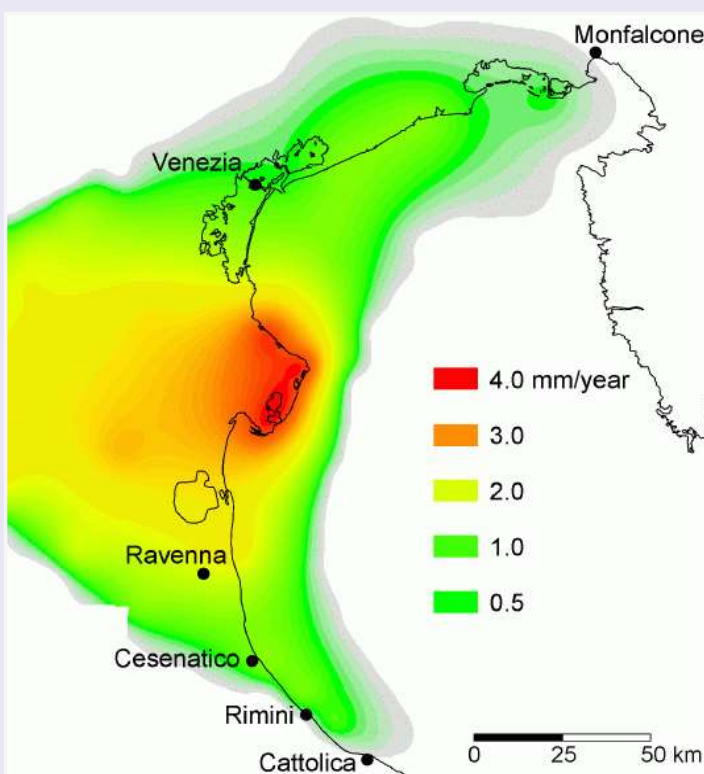 Monfalcone
Venezia
4.0 mm/year
3.0
2.0
1.0
0.5
Ravenna
Cesenatico
Rimini
Cattolica
0 25 50 km